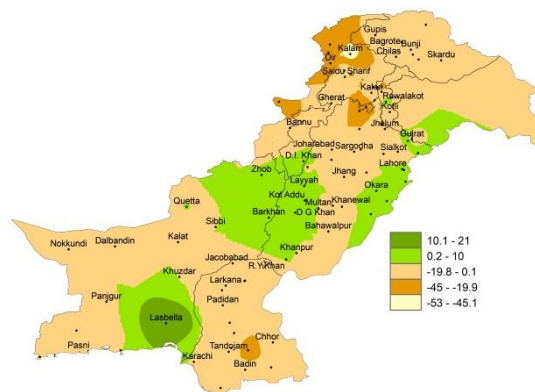 Gupis
Bagrote
Bunji
Kalam
Chilas
Skardu
Dir
Saidu Sharif
Kakul
Gherat
Rawalakot
Kotli
Bannu
Jhelum
Gujrat
Joharabad
Sargodha
Sialkot
D.I. Khan
Lahore
Zhob
Layyah
Jhang
Okara
Kot Addu
Quetta
Multan
Khanewal
Barkhan
D G Khan
Sibbi
Bahawalpur
Nokkundi
Dalbandin
Kalat
Khanpur
Jacobabad
R.Y.Khan
Khuzdar
Larkana
Panjgur
Padidan
Lasbella
Chhor
Pasni
Karachi
Tandojam
Badin
10.1 - 21
0.2 - 10
-19.8 - 0.1
-45 - -19.9
-53 - -45.1